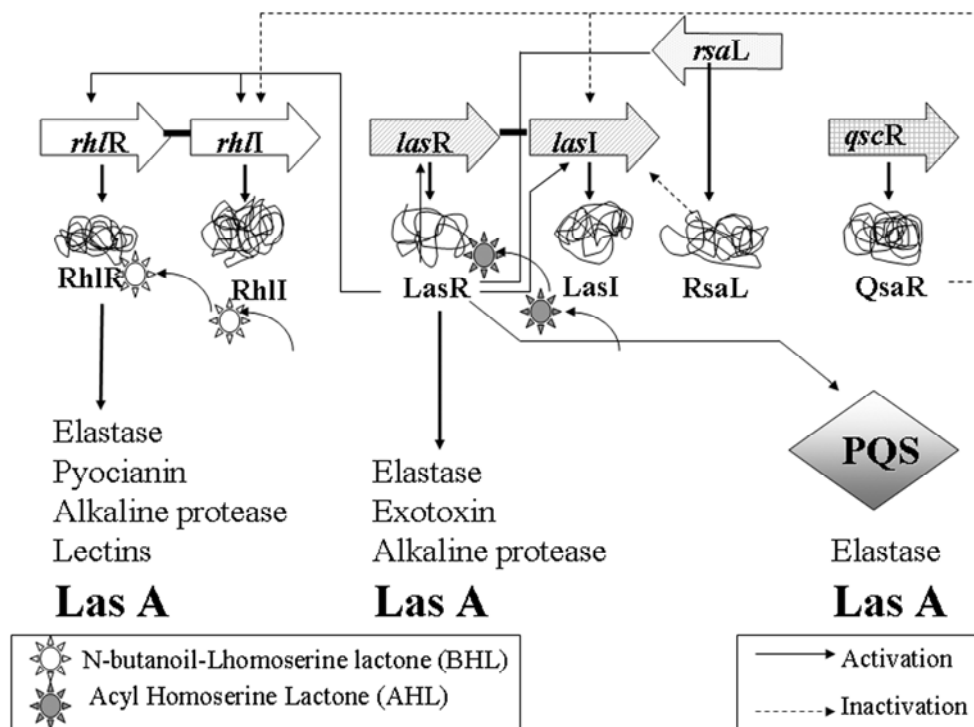 rsaL
rhlR
rhlI
lasR
lasI
qscR
RhlR
RhlI
LasR
LasI
RsaL
QsaR
Elastase
Pyocianin
Alkaline protease
Lectins
Las A
Elastase
Exotoxin
Alkaline protease
Las A
PQS
Elastase
Las A
N-butanoil-Lhomoserine lactone (BHL)
Acyl Homoserine Lactone (AHL)
Activation
Inactivation